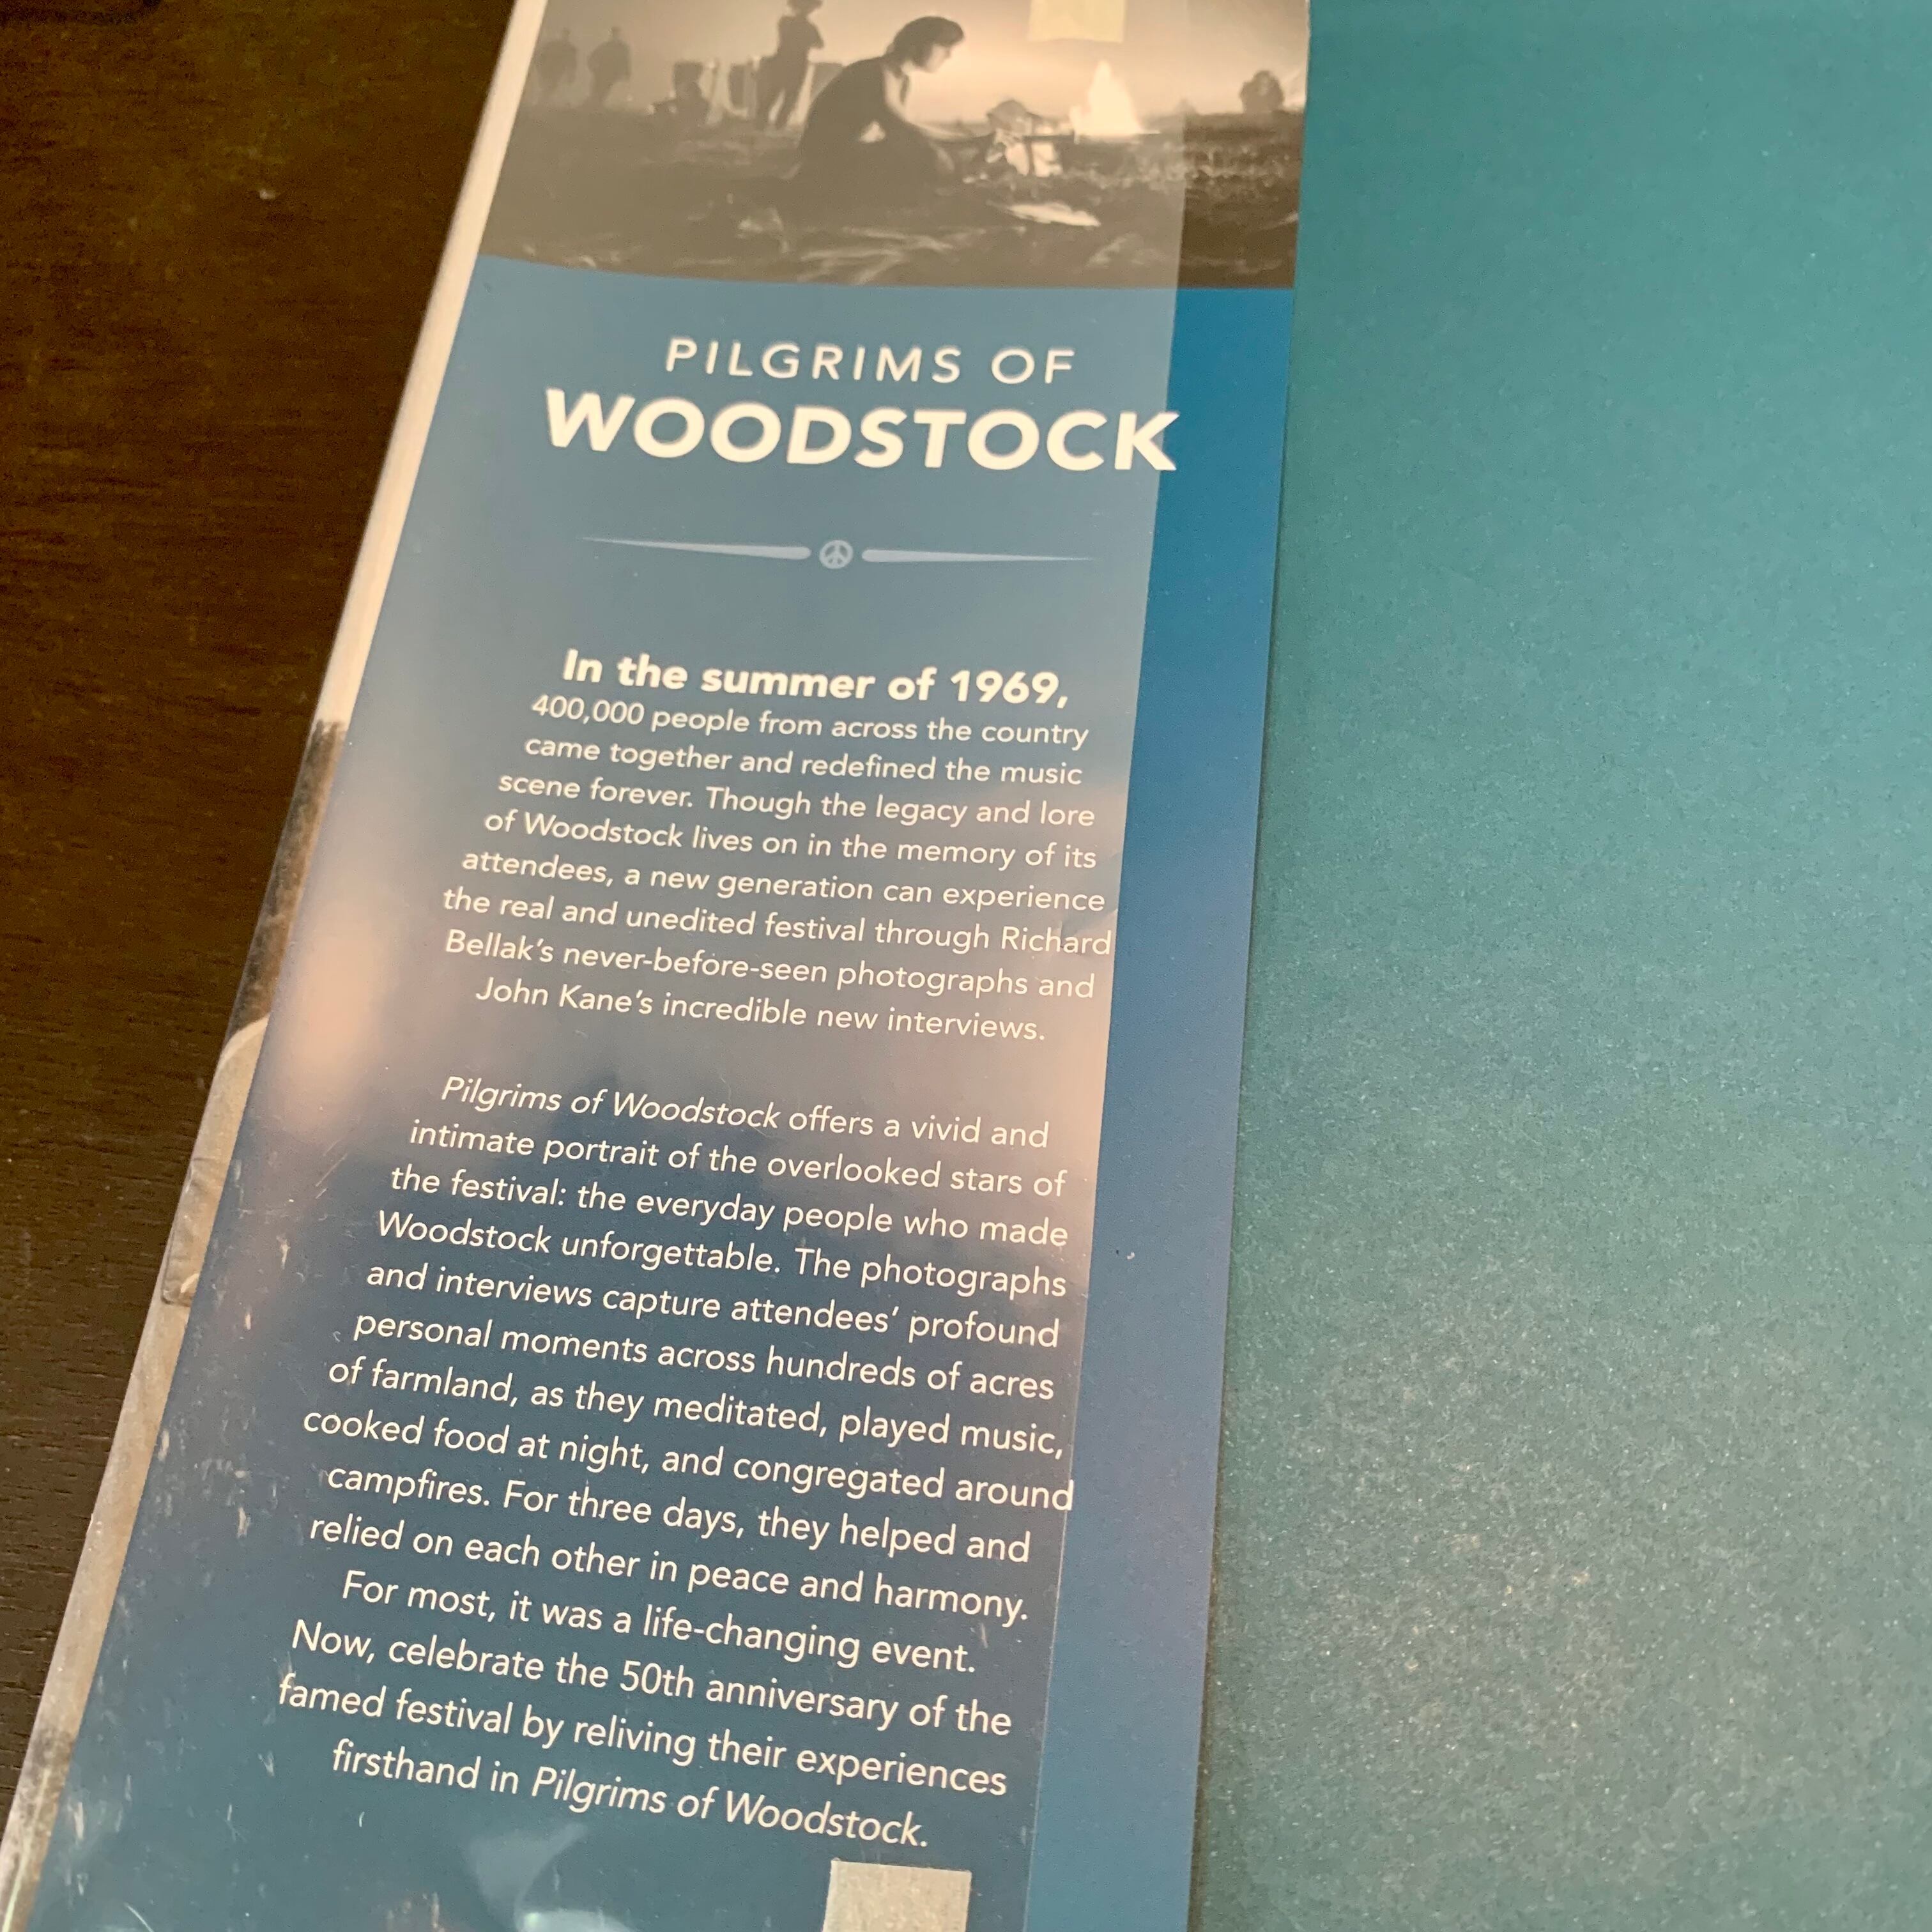 PILGRIMS OF
WOODSTOCK
In the summer of 1969,
400,000 people from across the country
came together and redefined the music
scene forever. Though the legacy and lore
of Woodstock lives on in the memory of its
attendees, a new generation can experience
the real and unedited festival through Richard
Bellak’s never-before-seen photographs and
John Kane’s incredible new interviews.
Pilgrims of Woodstock offers a vivid and
intimate portrait of the overlooked stars of
the festival: the everyday people who made
Woodstock unforgettable. The photographs
and interviews capture attendees’ profound
personal moments across hundreds of acres
of farmland, as they meditated, played music,
cooked food at night, and congregated around
campfires. For three days, they helped and
relied on each other in peace and harmony.
For most, it was a life-changing event.
Now, celebrate the 50th anniversary of the
famed festival by reliving their experiences
firsthand in Pilgrims of Woodstock.